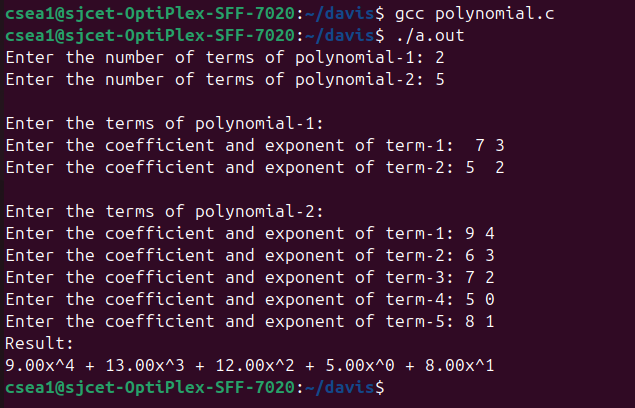 csea1@sjcet-OptiPlex-SFF-7020:~/davis$ gcc polynomial.c
csea1@sjcet-OptiPlex-SFF-7020:~/davis$ ./a.out
Enter the number of terms of polynomial-1: 2
Enter the number of terms of polynomial-2: 5

Enter the terms of polynomial-1:
Enter the coefficient and exponent of term-1:  7 3
Enter the coefficient and exponent of term-2: 5  2

Enter the terms of polynomial-2:
Enter the coefficient and exponent of term-1: 9 4
Enter the coefficient and exponent of term-2: 6 3
Enter the coefficient and exponent of term-3: 7 2
Enter the coefficient and exponent of term-4: 5 0
Enter the coefficient and exponent of term-5: 8 1
Result:
9.00x^4 + 13.00x^3 + 12.00x^2 + 5.00x^0 + 8.00x^1
csea1@sjcet-OptiPlex-SFF-7020:~/davis$